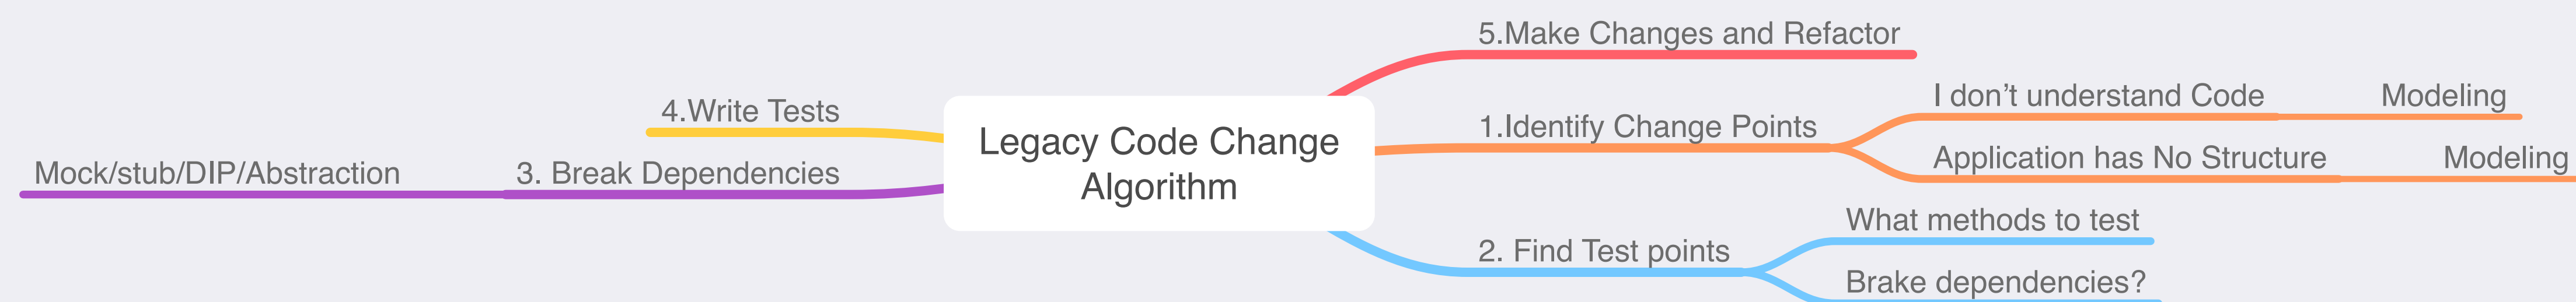 5.Make Changes and Refactor
I don’t understand Code
Modeling
4.Write Tests
1.Identify Change Points
Legacy Code Change
Algorithm
Application has No Structure
Modeling
Mock/stub/DIP/Abstraction
3. Break Dependencies
What methods to test
2. Find Test points
Brake dependencies?